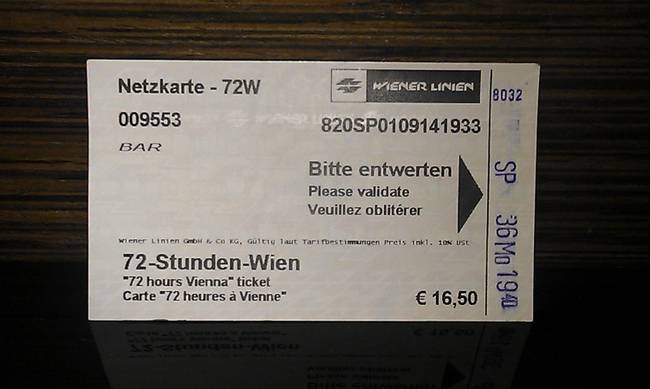 Netzkarte - 72W
WIENER LINIEN
009553
820SP0109141933
BAR
Bitte entwerten
Please validate
Veuillez oblitérer
Wiener Linien GmbH & Co KG, Gültig laut Tarifbestimmungen Preis inkl. 10% USt
72-Stunden-Wien
"72 hours Vienna" ticket
Carte "72 heures à Vienne"
€ 16,50
8032
SP 36Mo1940